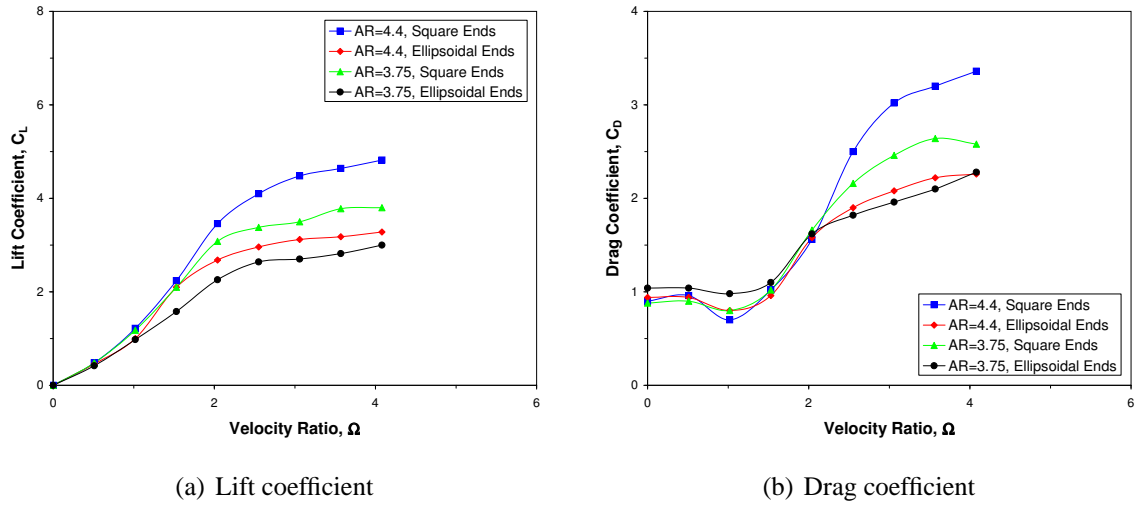 8
6
4
2
0
0
2
4
6
Lift Coefficient, C_L
Velocity Ratio, Ω
AR=4.4, Square Ends
AR=4.4, Ellipsoidal Ends
AR=3.75, Square Ends
AR=3.75, Ellipsoidal Ends
(a) Lift coefficient
4
3
2
1
0
0
2
4
6
Drag Coefficient, C_D
Velocity Ratio, Ω
AR=4.4, Square Ends
AR=4.4, Ellipsoidal Ends
AR=3.75, Square Ends
AR=3.75, Ellipsoidal Ends
(b) Drag coefficient